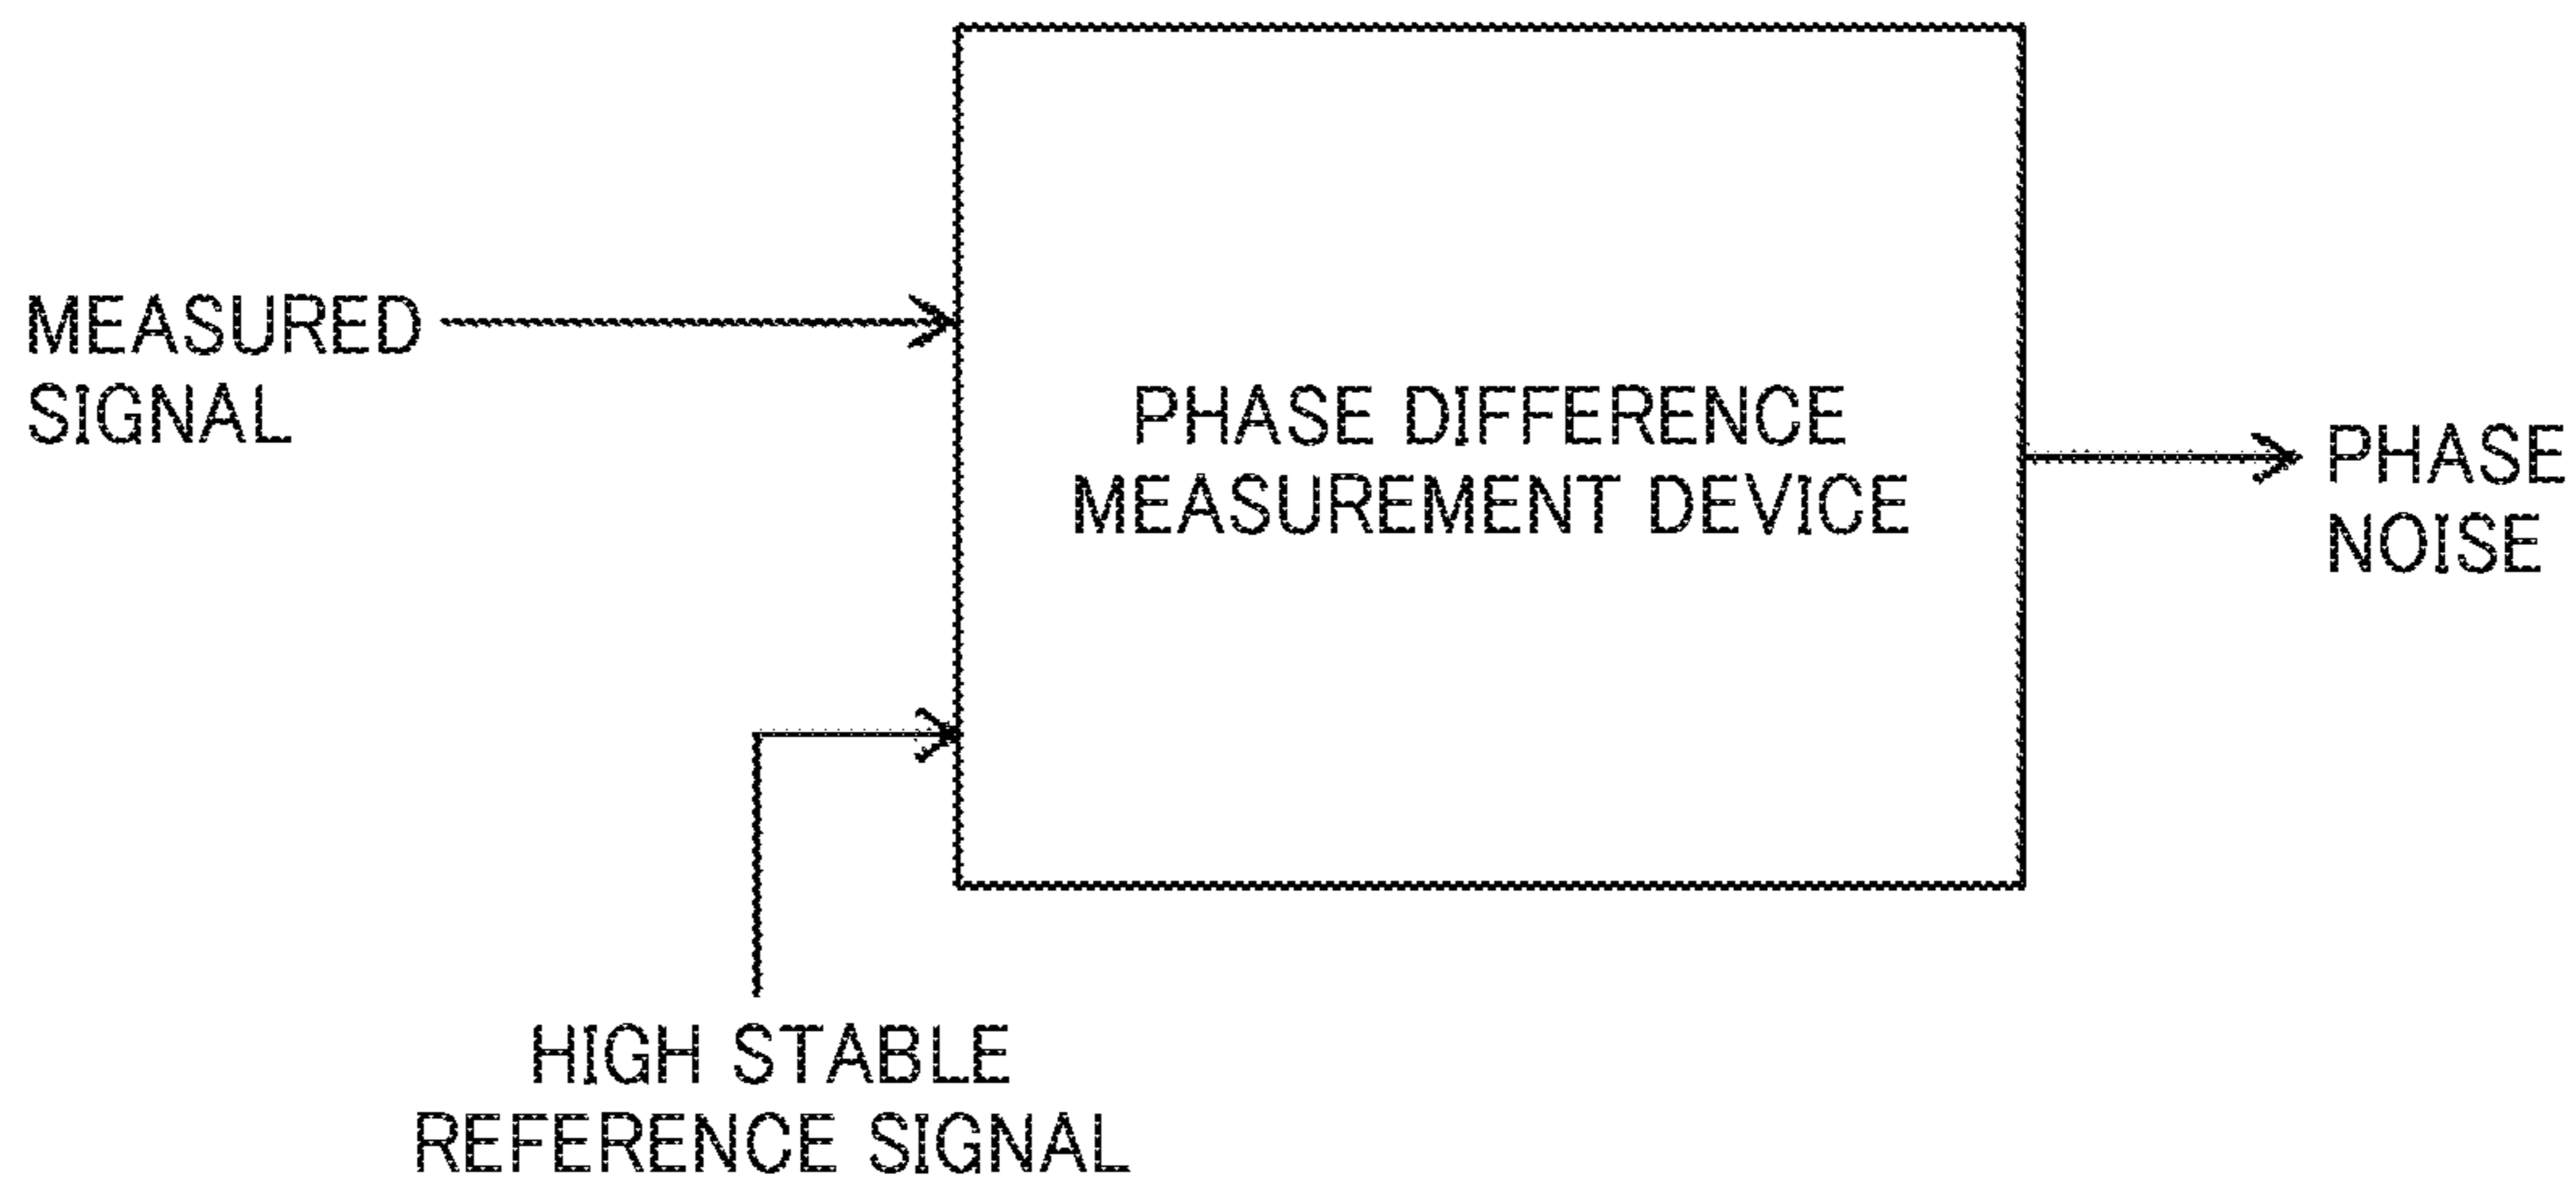 MEASURED
SIGNAL
PHASE DIFFERENCE
MEASUREMENT DEVICE
PHASE
NOISE
HIGH STABLE
REFERENCE SIGNAL